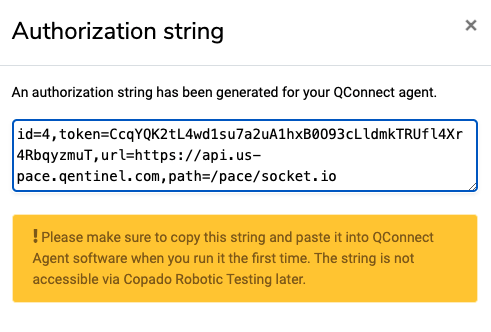 Authorization string
An authorization string has been generated for your QConnect agent.
id=4,token=CcqYQK2tL4wd1su7a2uA1hxB0O93cLldmkTRUfl4Xr
4RbqyzmuT,url=https://api.us-
pace.qentinel.com,path=/pace/socket.io
! Please make sure to copy this string and paste it into QConnect
Agent software when you run it the first time. The string is not
accessible via Copado Robotic Testing later.